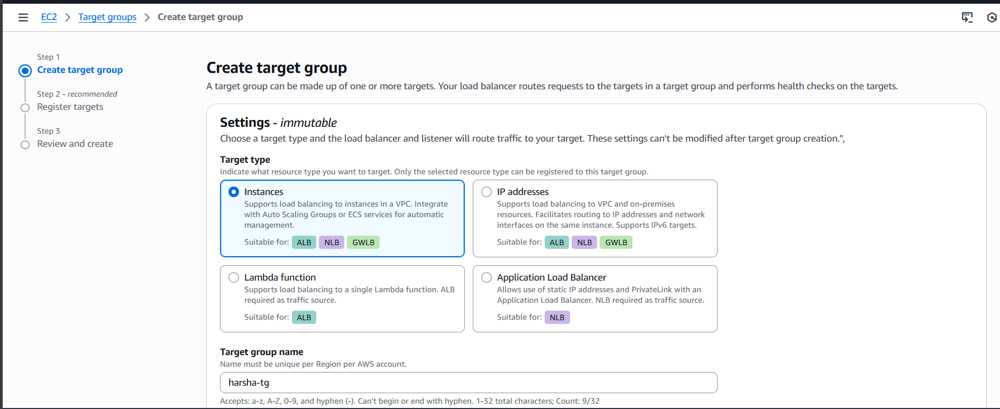 EC2 > Target groups > Create target group
Step 1
Create target group
Step 2 - recommended
Register targets
Step 3
Review and create
Create target group
A target group can be made up of one or more targets. Your load balancer routes requests to the targets in a target group and performs health checks on the targets.
Settings - immutable
Choose a target type and the load balancer and listener will route traffic to your target. These settings can't be modified after target group creation.",
Target type
Indicate what resource type you want to target. Only the selected resource type can be registered to this target group.
Instances
Supports load balancing to instances in a VPC. Integrate
with Auto Scaling Groups or ECS services for automatic
management.
Suitable for: ALB NLB GWLB
IP addresses
Supports load balancing to VPC and on-premises
resources. Facilitates routing to IP addresses and network
interfaces on the same instance. Supports IPv6 targets.
Suitable for: ALB NLB GWLB
Lambda function
Supports load balancing to a single Lambda function. ALB
required as traffic source.
Suitable for: ALB
Application Load Balancer
Allows use of static IP addresses and PrivateLink with an
Application Load Balancer. NLB required as traffic source.
Suitable for: NLB
Target group name
Name must be unique per Region per AWS account.
harsha-tg
Accepts: a-z, A-Z, 0-9, and hyphen (-). Can't begin or end with hyphen. 1-32 total characters; Count: 9/32